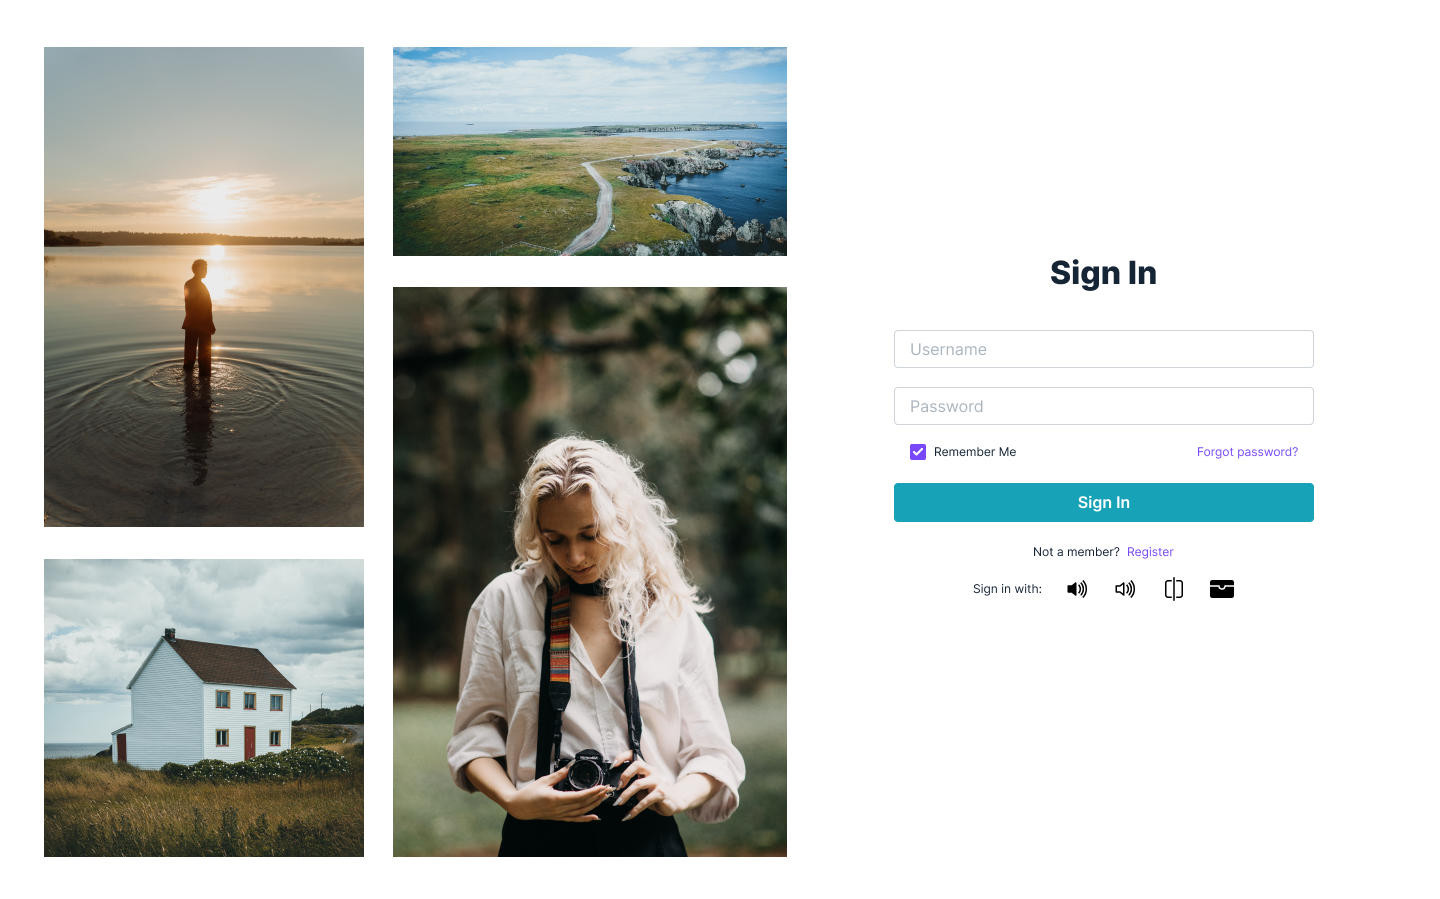 Sign In
Username
Password
Remember Me
Forgot password?
Sign In
Not a member? Register
Sign in with: